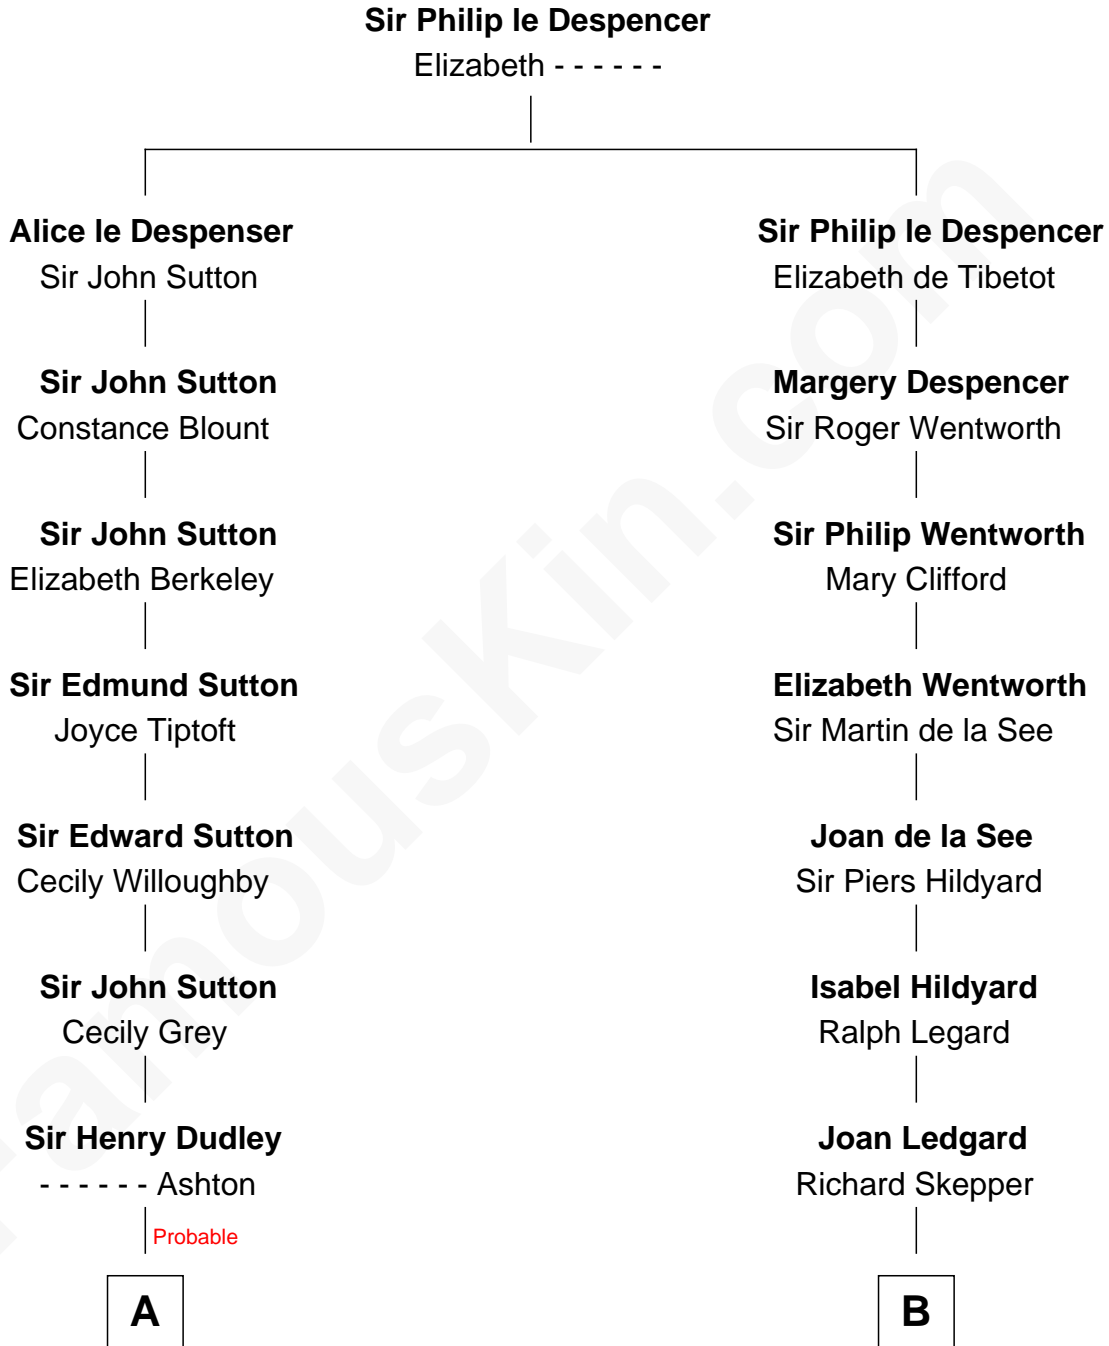 Sir Philip le Despencer
Elizabeth - - - - - -
Alice le Despenser
Sir John Sutton
Sir Philip le Despencer
Elizabeth de Tibetot
Sir John Sutton
Constance Blount
Margery Despencer
Sir Roger Wentworth
Sir John Sutton
Elizabeth Berkeley
Sir Philip Wentworth
Mary Clifford
Sir Edmund Sutton
Joyce Tiptoft
Elizabeth Wentworth
Sir Martin de la See
Sir Edward Sutton
Cecily Willoughby
Joan de la See
Sir Piers Hildyard
Sir John Sutton
Cecily Grey
Isabel Hildyard
Ralph Legard
Sir Henry Dudley
- - - - - - Ashton
Joan Ledgard
Richard Skepper
Probable
A
B
FamousKin.com